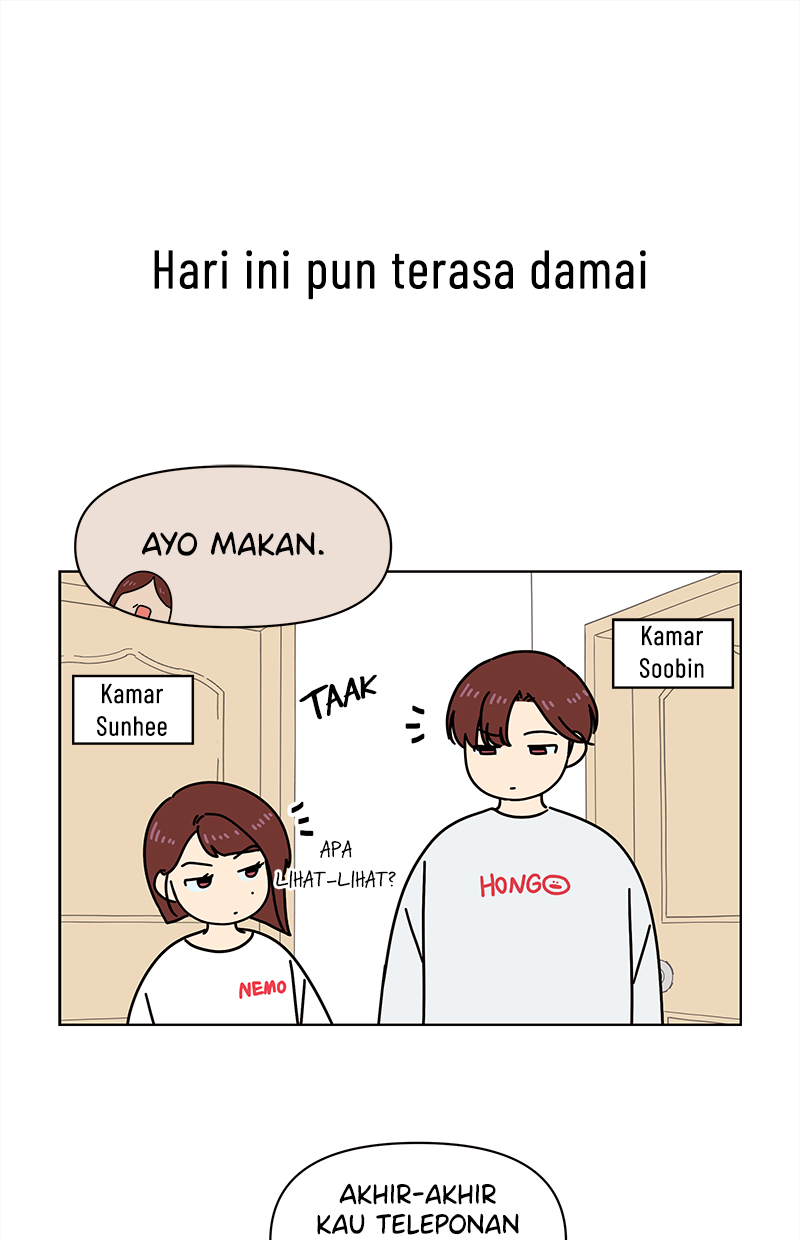 Hari ini pun terasa damai
AYO MAKAN.
Kamar
Sunhee
TAAK
Kamar
Soobin
APA
LIHAT-LIHAT?
HONGO
NEMO
AKHIR-AKHIR
KAU TELEPONAN